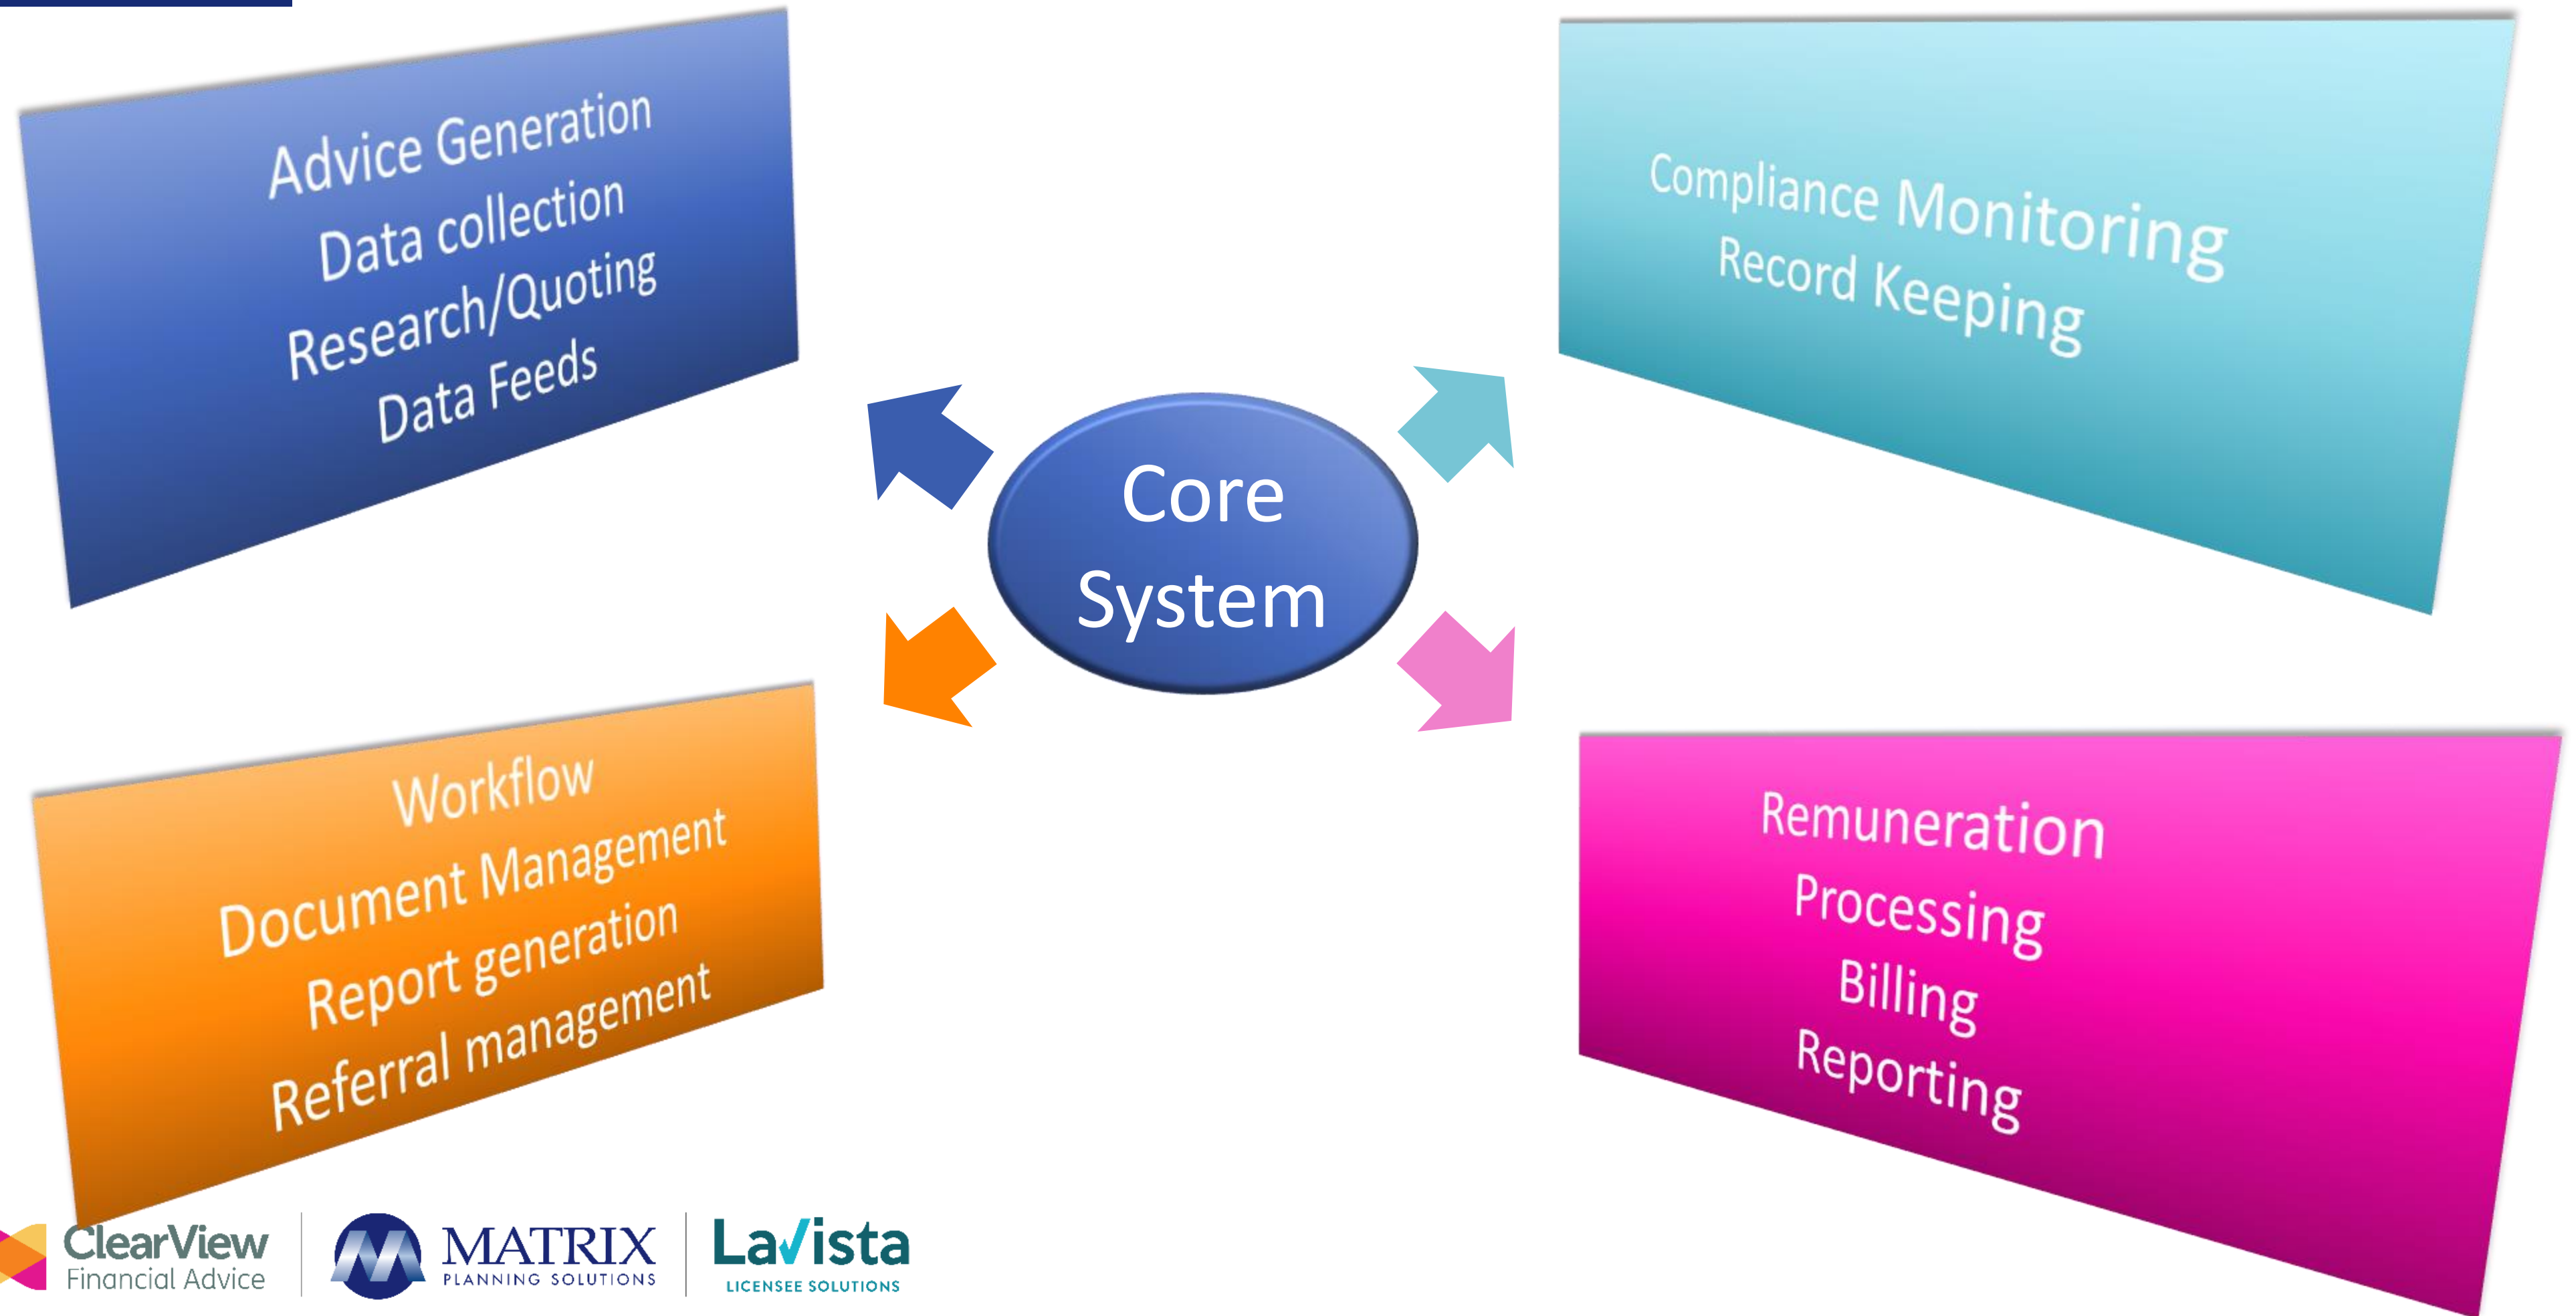 Advice Generation
Data collection
Research/Quoting
Data Feeds
Compliance Monitoring
Record Keeping
Core
System
Workflow
Document Management
Report generation
Referral management
Remuneration
Processing
Billing
Reporting
ClearView
Financial Advice
MATRIX
PLANNING SOLUTIONS
LaVista
LICENSEE SOLUTIONS